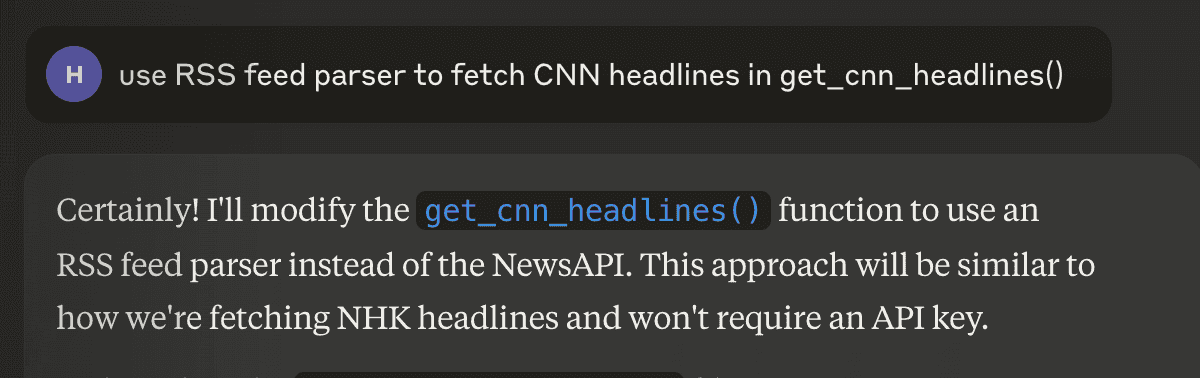 H
use RSS feed parser to fetch CNN headlines in get_cnn_headlines()
Certainly! I'll modify the get_cnn_headlines() function to use an
RSS feed parser instead of the NewsAPI. This approach will be similar to
how we're fetching NHK headlines and won't require an API key.